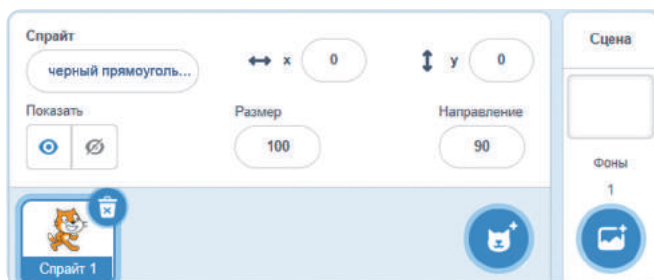 Спрайт
черный прямоуголь...
x
0
y
0
Сцена
Показать
Размер
100
Направление
90
Фоны
1
Спрайт 1